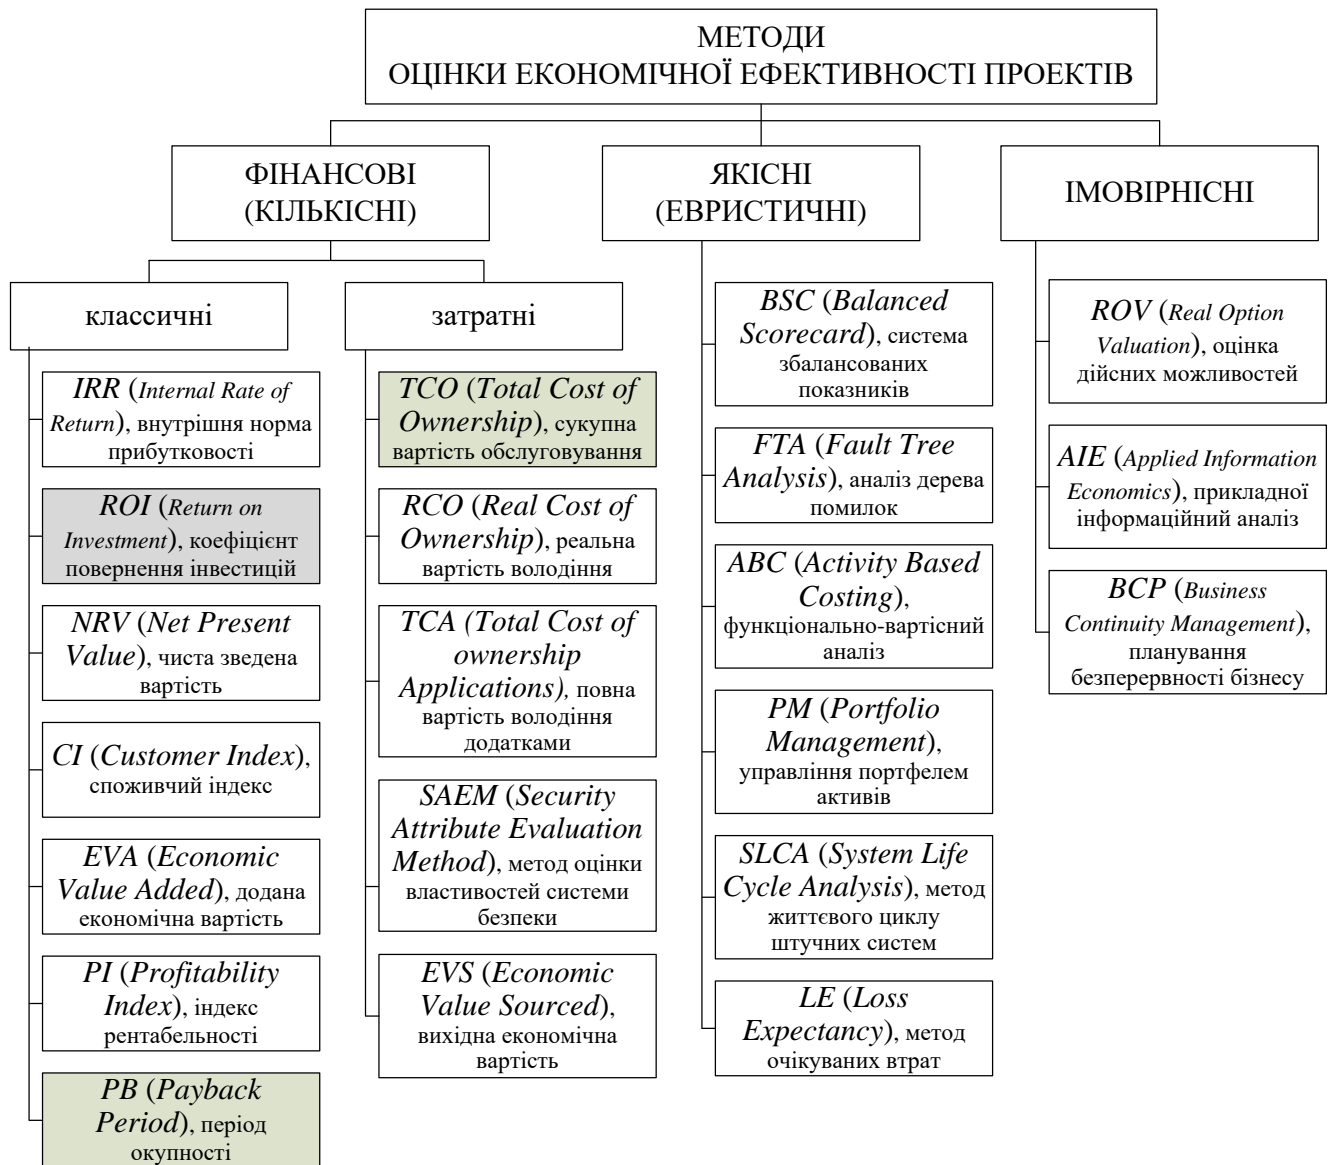 МЕТОДИ
ОЦІНКИ ЕКОНОМІЧНОЇ ЕФЕКТИВНОСТІ ПРОЕКТІВ
ФІНАНСОВІ
(КІЛЬКІСНІ)
ЯКІСНІ
(ЕВРИСТИЧНІ)
ІМОВІРНІСНІ
классичні
затратні
IRR (Internal Rate of
Return), внутрішня норма
прибутковості
ROI (Return on
Investment), коефіцієнт
повернення інвестицій
NRV (Net Present
Value), чиста зведена
вартість
CI (Customer Index),
споживчий індекс
EVA (Economic
Value Added), додана
економічна вартість
PI (Profitability
Index), індекс
рентабельності
PB (Payback
Period), період
окупності
TCO (Total Cost of
Ownership), сукупна
вартість обслуговування
RCO (Real Cost of
Ownership), реальна
вартість володіння
TCA (Total Cost of
ownership
Applications), повна
вартість володіння
додатками
SAEM (Security
Attribute Evaluation
Method), метод оцінки
властивостей системи
безпеки
EVS (Economic
Value Sourced),
вихідна економічна
вартість
BSC (Balanced
Scorecard), система
збалансованих
показників
FTA (Fault Tree
Analysis), аналіз дерева
помилок
ABC (Activity Based
Costing),
функціонально-вартісний
аналіз
PM (Portfolio
Management),
управління портфелем
активів
SLCA (System Life
Cycle Analysis), метод
життєвого циклу
штучних систем
LE (Loss
Expectancy), метод
очікуваних втрат
ROV (Real Option
Valuation), оцінка
дійсних можливостей
AIE (Applied Information
Economics), прикладної
інформаційний аналіз
BCP (Business
Continuity Management),
планування
безперервності бізнесу